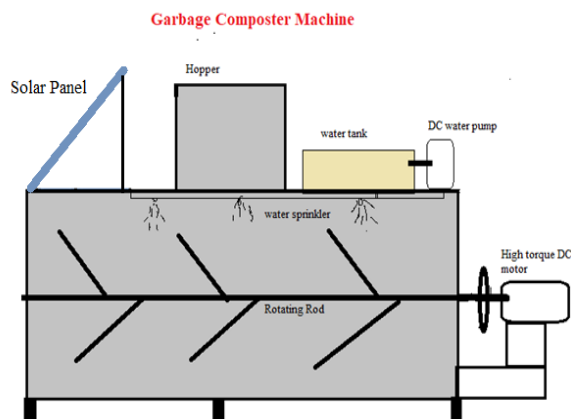 Garbage Composter Machine
Hopper
Solar Panel
water tank
DC water pump
water sprinkler
High torque DC
motor
Rotating Rod